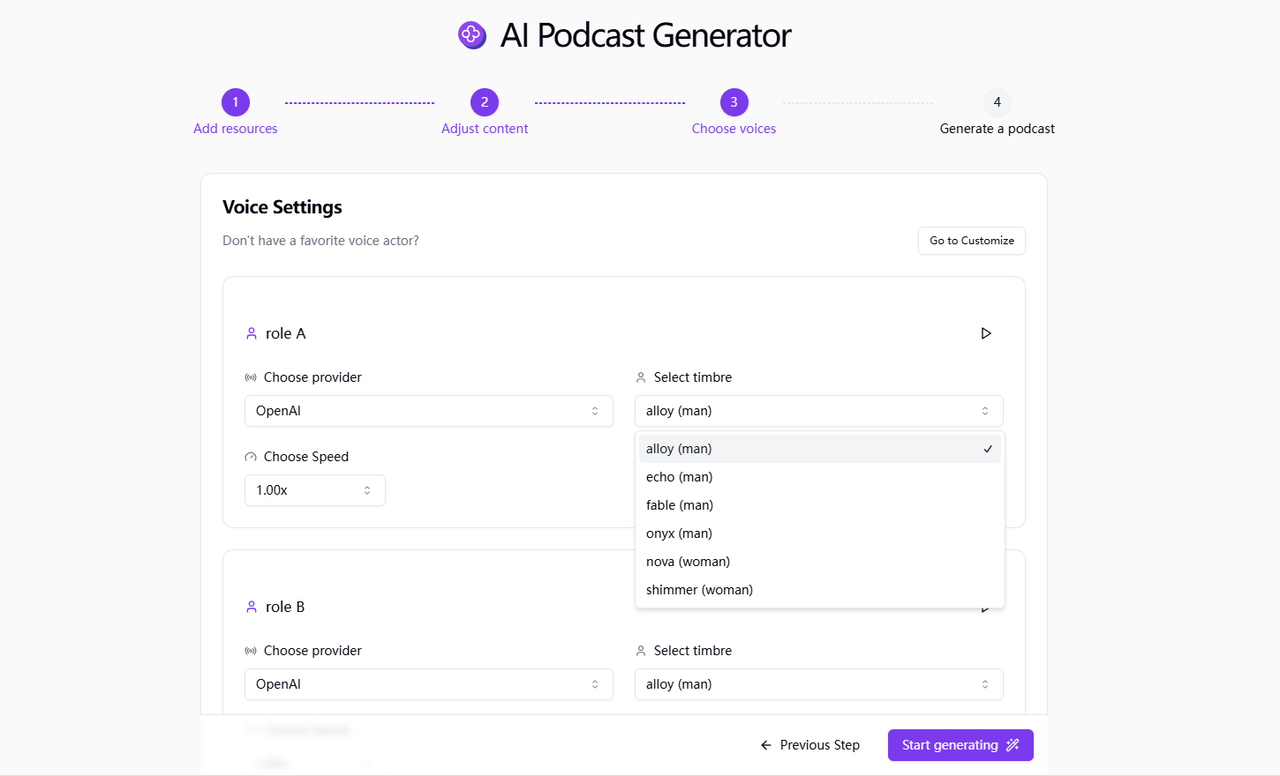 AI Podcast Generator
1 2 3 4
Add resources Adjust content Choose voices Generate a podcast
Voice Settings
Don't have a favorite voice actor? Go to Customize
role A
Choose provider Select timbre
OpenAI alloy (man)
alloy (man)
Choose Speed
echo (man)
1.00x
fable (man)
onyx (man)
nova (woman)
shimmer (woman)
role B
Choose provider Select timbre
OpenAI alloy (man)
Choose Speed
Previous Step Start generating